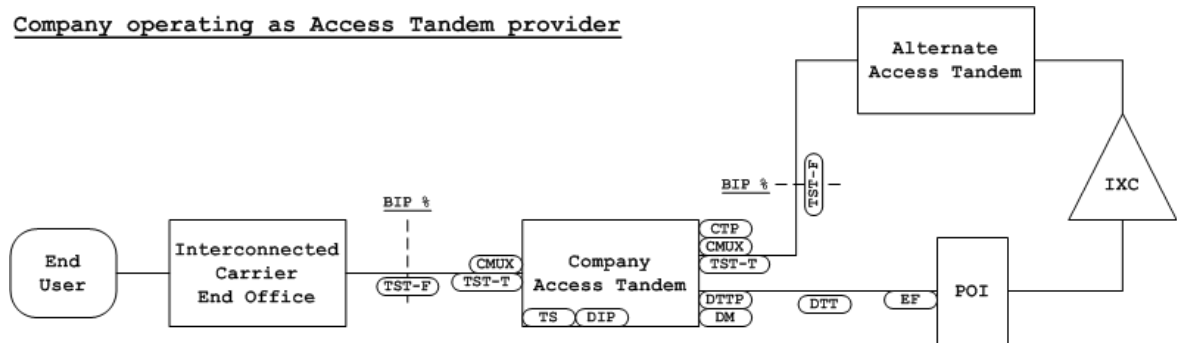 Company operating as Access Tandem provider
Alternate
Access Tandem
IXC
TST-F
BIP %
BIP %
End
User
Interconnected
Carrier
End Office
TST-F
CMUX
TST-T
Company
Access Tandem
TS
DIP
CTP
CMUX
TST-T
DTTP
DM
DTT
EF
POI